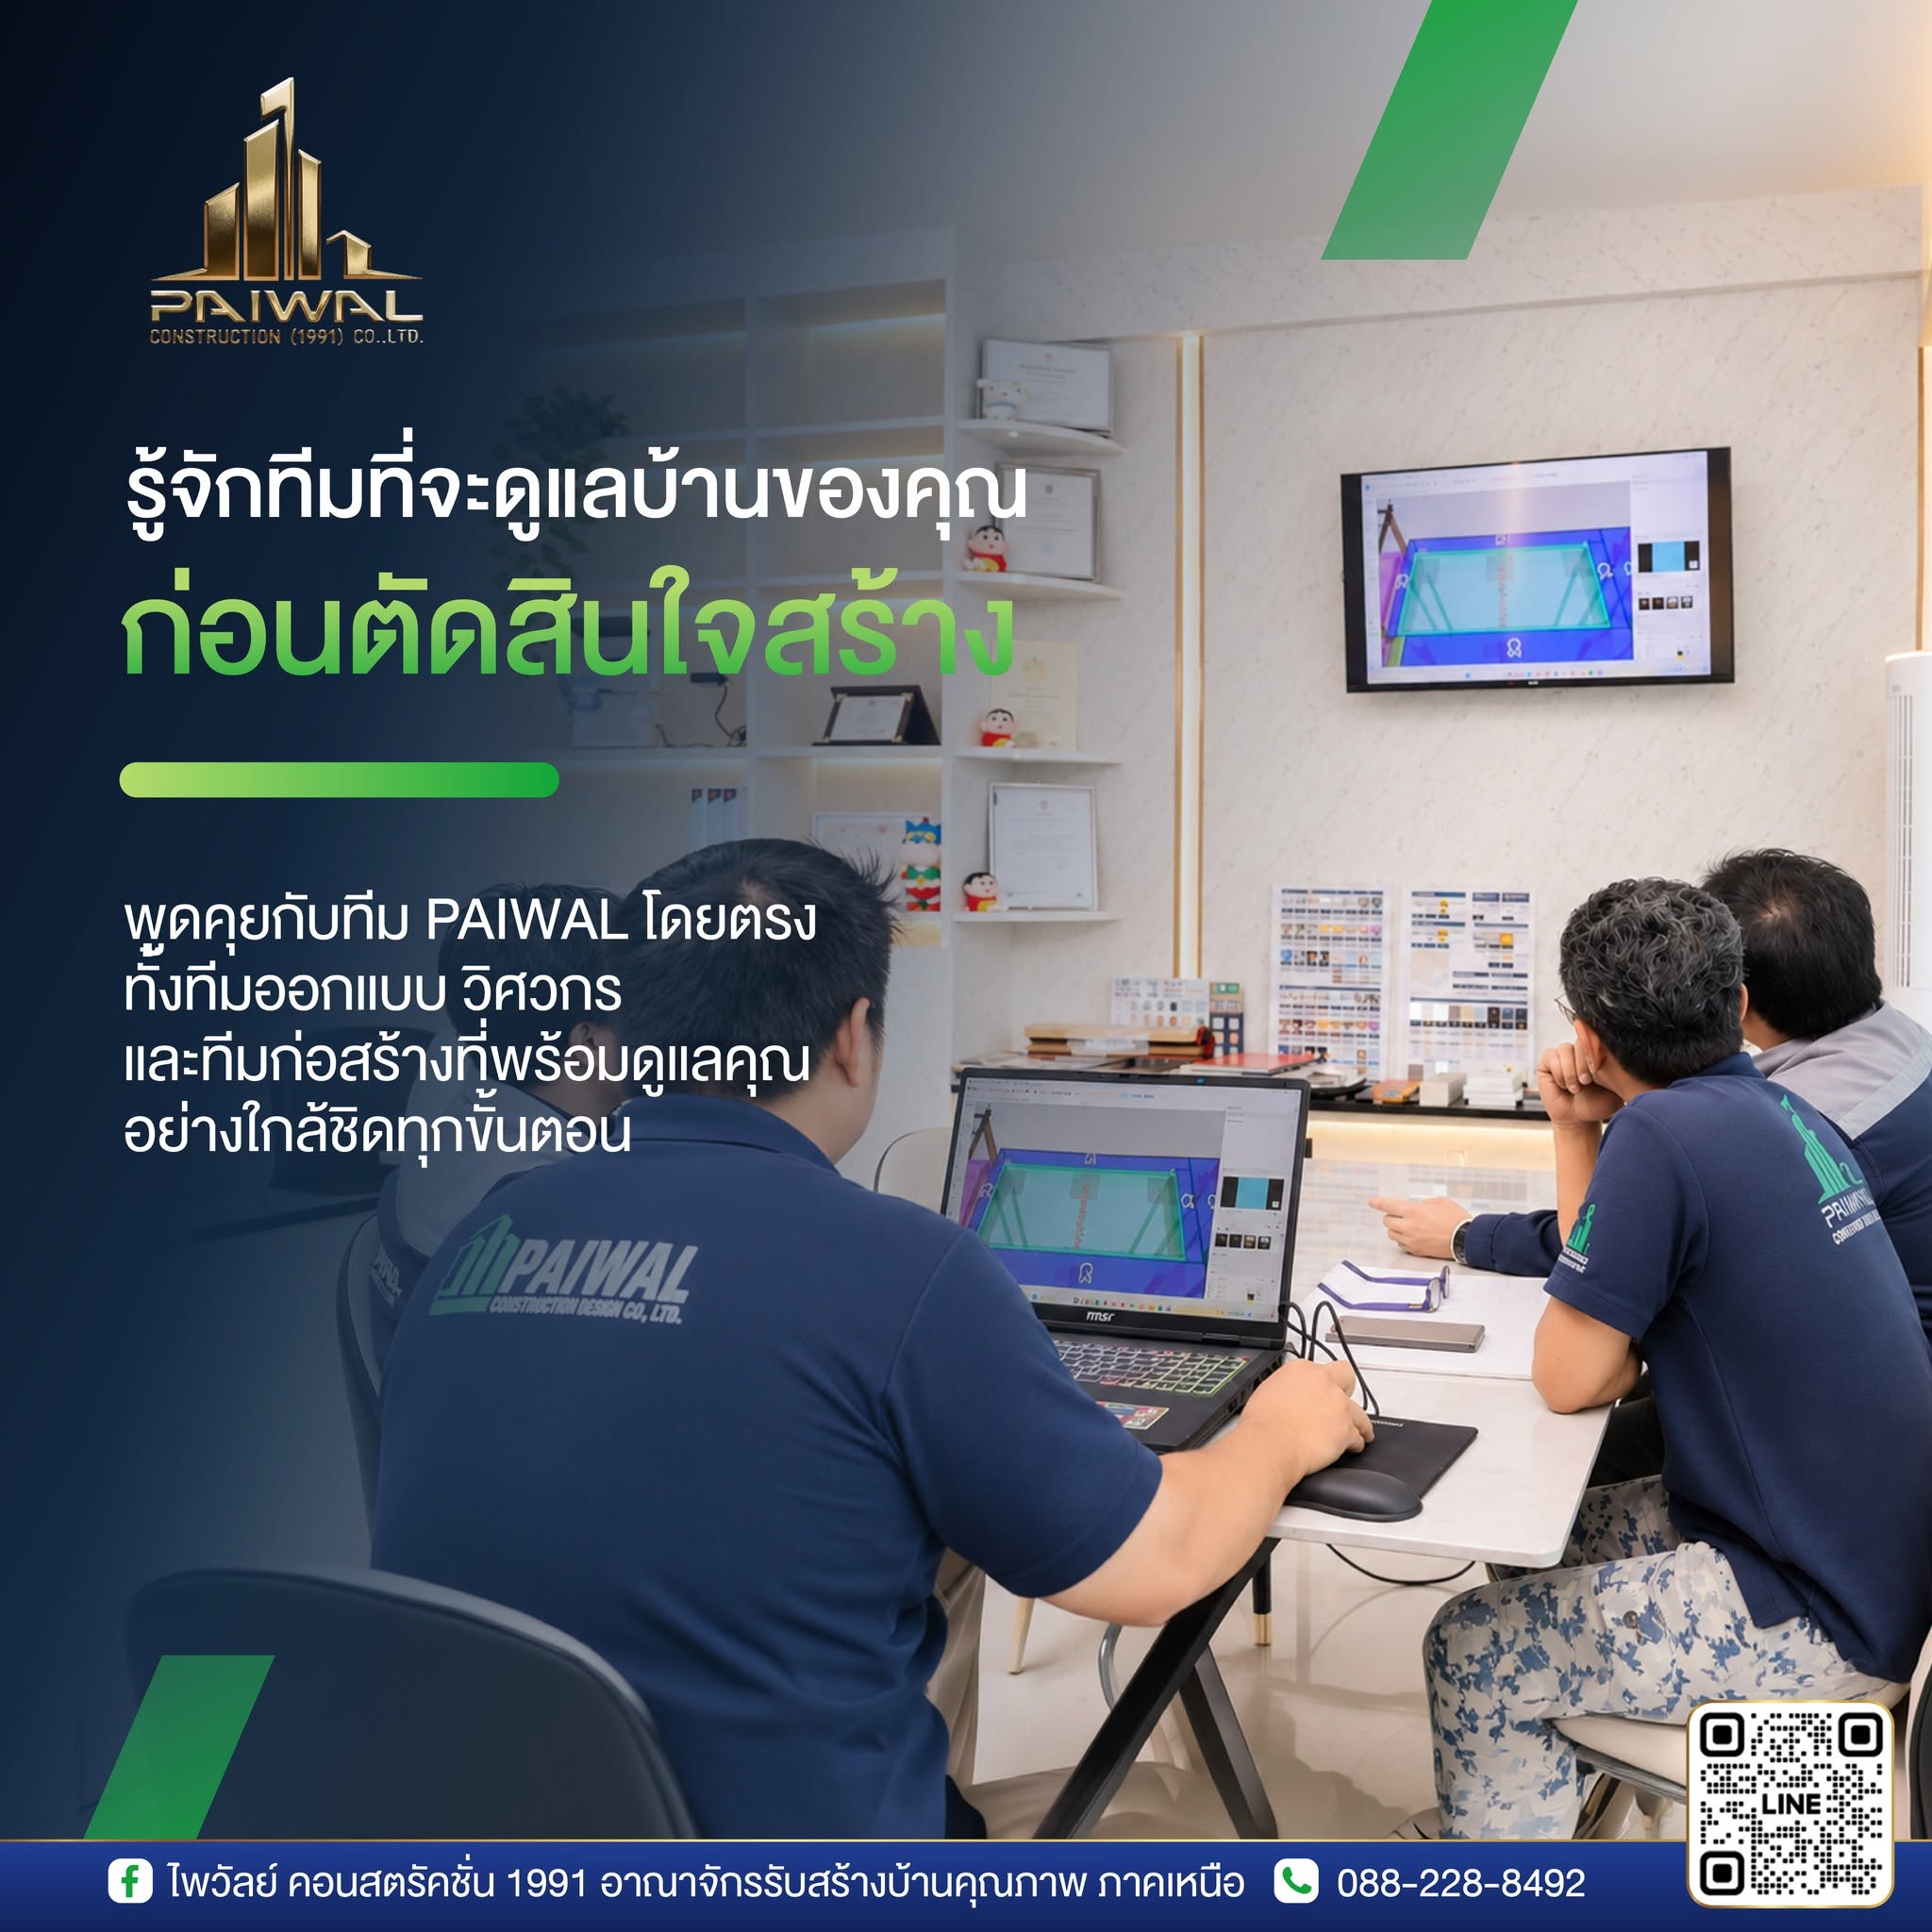 PAIWAL
CONSTRUCTION (1991) CO.,LTD.
รู้จักทีมที่จะดูแลบ้านของคุณ
ก่อนตัดสินใจสร้าง
พูดคุยกับทีม PAIWAL โดยตรง
ทั้งทีมออกแบบ วิศวกร
และทีมก่อสร้างที่พร้อมดูแลคุณ
อย่างใกล้ชิดทุกขั้นตอน
PAIWAL
CONSTRUCTION DESIGN CO., LTD.
msi
LINE
ไพวัลย์ คอนสตรัคชั่น 1991 อาณาจักรรับสร้างบ้านคุณภาพ ภาคเหนือ
088-228-8492